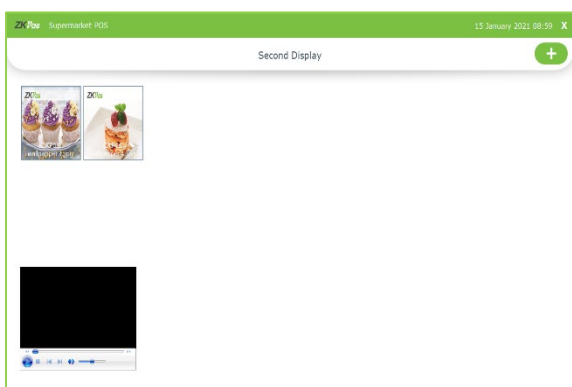 ZKPos Supermarket POS 15 January 2021 08:59 X
Second Display
+
ZKPos ZKPos